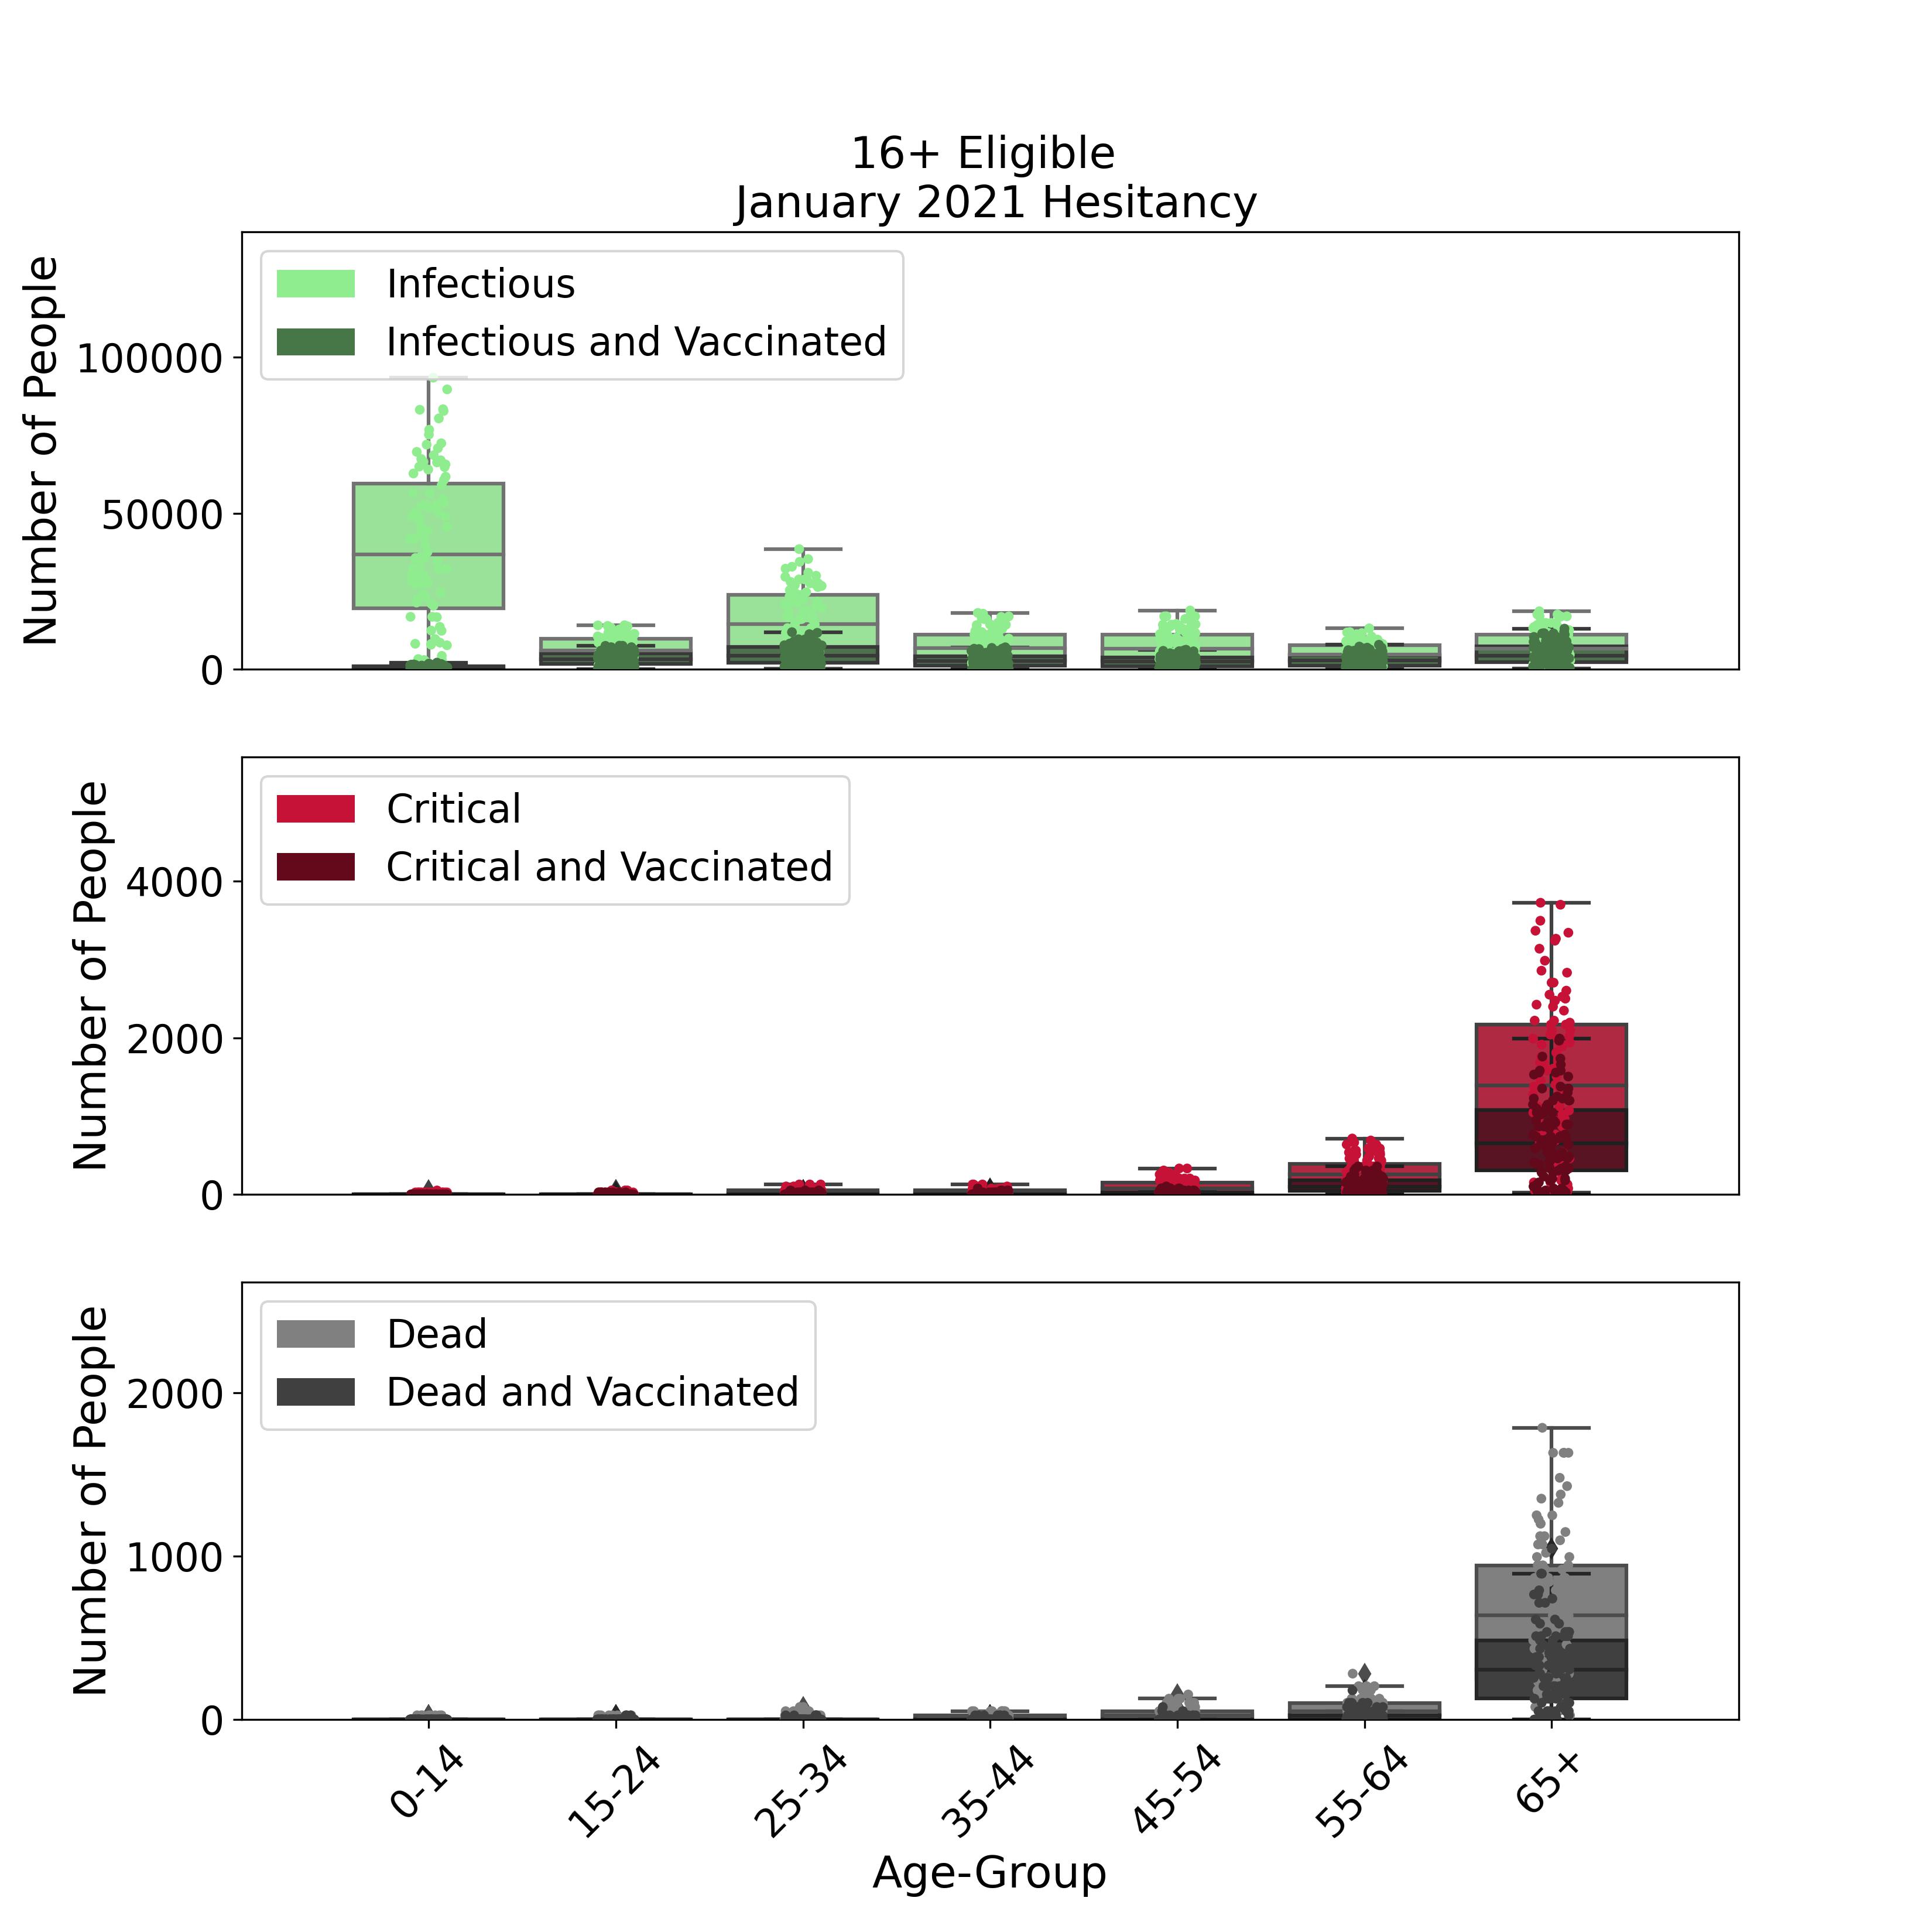 16+ Eligible
January 2021 Hesitancy
Number of People
100000
50000
0
Infectious
Infectious and Vaccinated
Number of People
4000
2000
0
Critical
Critical and Vaccinated
Number of People
2000
1000
0
Dead
Dead and Vaccinated
0-14
15-24
25-34
35-44
45-54
55-64
65+
Age-Group